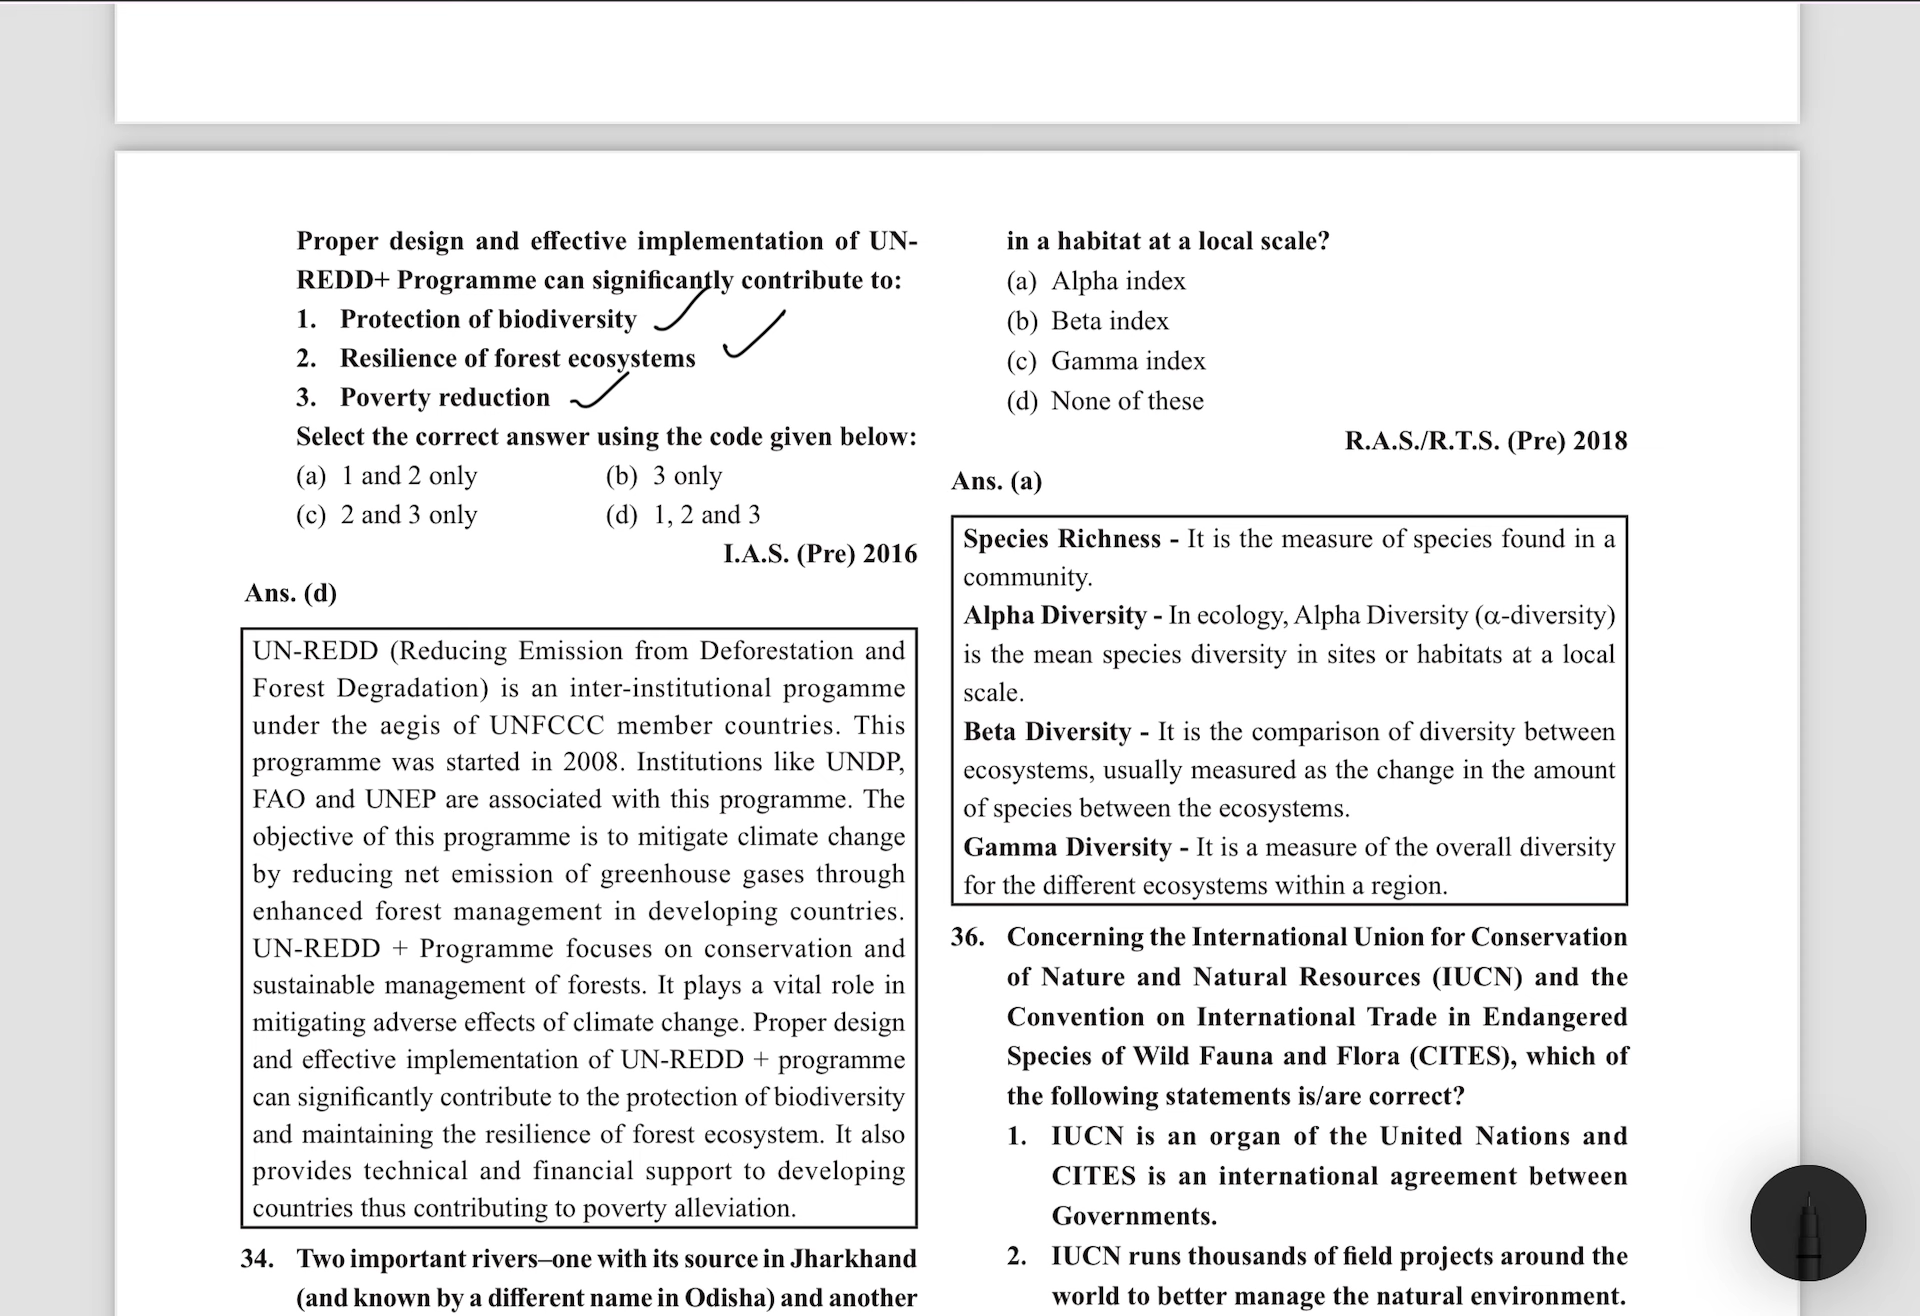 Proper design and effective implementation of UN-
REDD+ Programme can significantly contribute to:
1. Protection of biodiversity
2. Resilience of forest ecosystems
3. Poverty reduction
Select the correct answer using the code given below:
(a) 1 and 2 only (b) 3 only
(c) 2 and 3 only (d) 1, 2 and 3
I.A.S. (Pre) 2016
Ans. (d)
UN-REDD (Reducing Emission from Deforestation and
Forest Degradation) is an inter-institutional progamme
under the aegis of UNFCCC member countries. This
programme was started in 2008. Institutions like UNDP,
FAO and UNEP are associated with this programme. The
objective of this programme is to mitigate climate change
by reducing net emission of greenhouse gases through
enhanced forest management in developing countries.
UN-REDD + Programme focuses on conservation and
sustainable management of forests. It plays a vital role in
mitigating adverse effects of climate change. Proper design
and effective implementation of UN-REDD + programme
can significantly contribute to the protection of biodiversity
and maintaining the resilience of forest ecosystem. It also
provides technical and financial support to developing
countries thus contributing to poverty alleviation.
34. Two important rivers–one with its source in Jharkhand
(and known by a different name in Odisha) and another
in a habitat at a local scale?
(a) Alpha index
(b) Beta index
(c) Gamma index
(d) None of these
R.A.S./R.T.S. (Pre) 2018
Ans. (a)
Species Richness - It is the measure of species found in a
community.
Alpha Diversity - In ecology, Alpha Diversity (α-diversity)
is the mean species diversity in sites or habitats at a local
scale.
Beta Diversity - It is the comparison of diversity between
ecosystems, usually measured as the change in the amount
of species between the ecosystems.
Gamma Diversity - It is a measure of the overall diversity
for the different ecosystems within a region.
36. Concerning the International Union for Conservation
of Nature and Natural Resources (IUCN) and the
Convention on International Trade in Endangered
Species of Wild Fauna and Flora (CITES), which of
the following statements is/are correct?
1. IUCN is an organ of the United Nations and
CITES is an international agreement between
Governments.
2. IUCN runs thousands of field projects around the
world to better manage the natural environment.